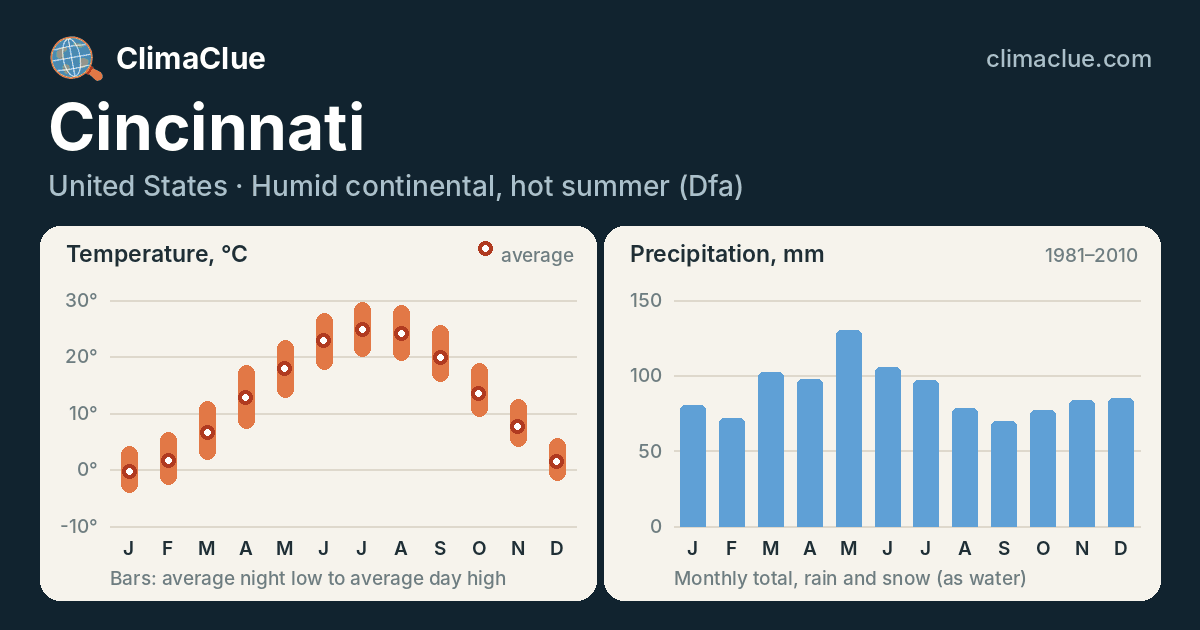 ClimaClue
climaclue.com
Cincinnati
United States · Humid continental, hot summer (Dfa)
Temperature, °C
average
30°
20°
10°
0°
-10°
J F M A M J J A S O N D
Bars: average night low to average day high
Precipitation, mm
1981–2010
150
100
50
0
J F M A M J J A S O N D
Monthly total, rain and snow (as water)